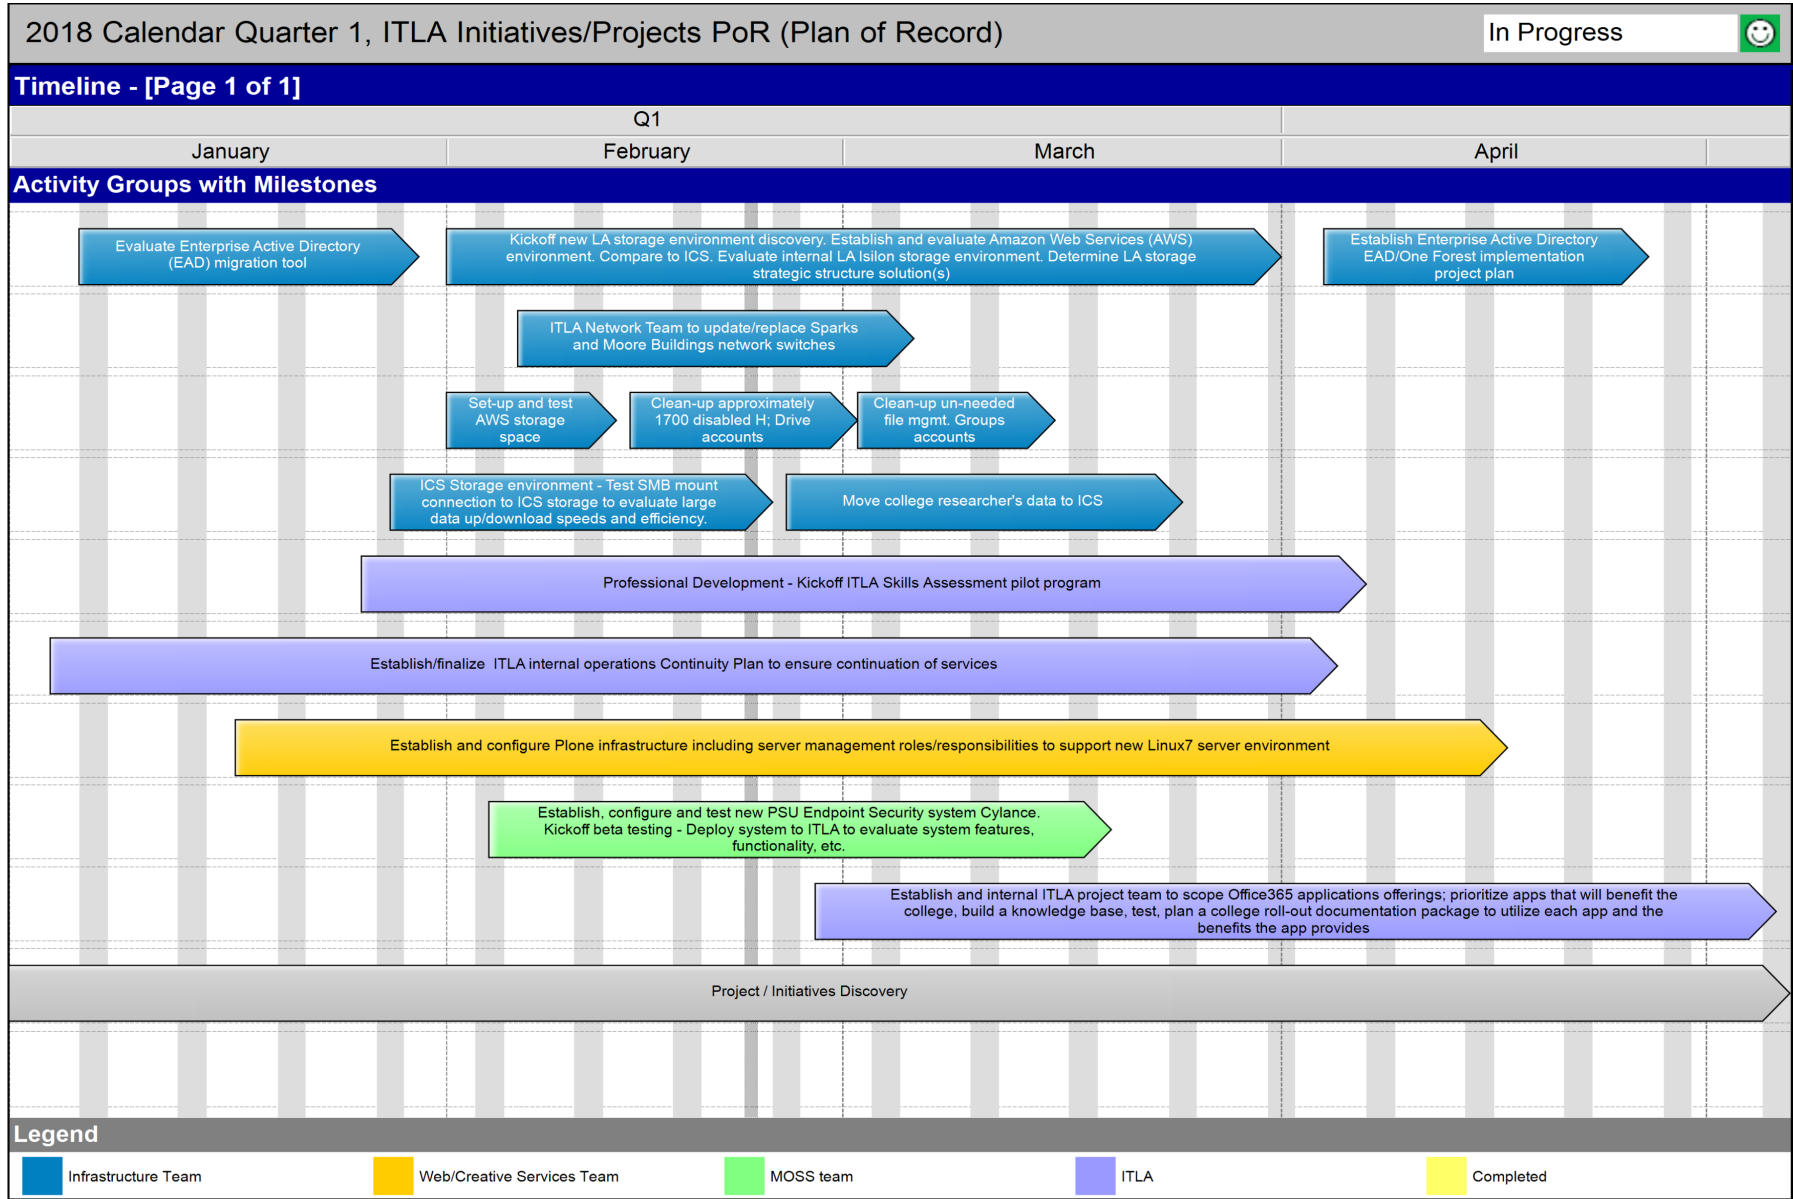 2018 Calendar Quarter 1, ITLA Initiatives/Projects PoR (Plan of Record)
In Progress
Timeline - [Page 1 of 1]
Q1
January
February
March
April
Activity Groups with Milestones
Evaluate Enterprise Active Directory
(EAD) migration tool
Kickoff new LA storage environment discovery. Establish and evaluate Amazon Web Services (AWS)
environment. Compare to ICS. Evaluate internal LA Isilon storage environment. Determine LA storage
strategic structure solution(s)
Establish Enterprise Active Directory
EAD/One Forest implementation
project plan
ITLA Network Team to update/replace Sparks
and Moore Buildings network switches
Set-up and test
AWS storage
space
Clean-up approximately
1700 disabled H; Drive
accounts
Clean-up un-needed
file mgmt. Groups
accounts
ICS Storage environment - Test SMB mount
connection to ICS storage to evaluate large
data up/download speeds and efficiency.
Move college researcher's data to ICS
Professional Development - Kickoff ITLA Skills Assessment pilot program
Establish/finalize  ITLA internal operations Continuity Plan to ensure continuation of services
Establish and configure Plone infrastructure including server management roles/responsibilities to support new Linux7 server environment
Establish, configure and test new PSU Endpoint Security system Cylance.
Kickoff beta testing - Deploy system to ITLA to evaluate system features,
functionality, etc.
Establish and internal ITLA project team to scope Office365 applications offerings; prioritize apps that will benefit the
college, build a knowledge base, test, plan a college roll-out documentation package to utilize each app and the
benefits the app provides
Project / Initiatives Discovery
Legend
Infrastructure Team
Web/Creative Services Team
MOSS team
ITLA
Completed